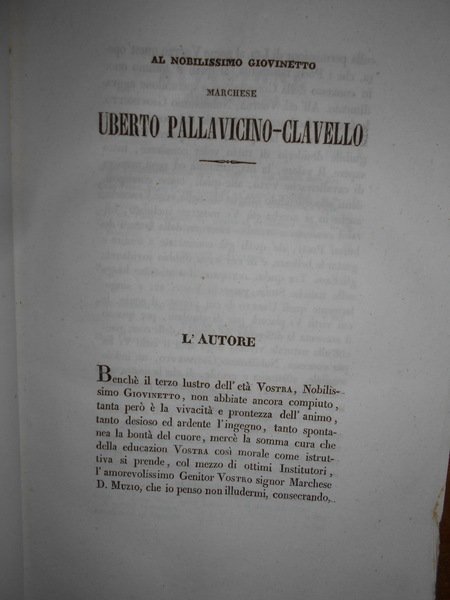 AL NOBILISSIMO GIOVINETTO
MARCHESE
UBERTO PALLAVICINO-CLAVELLO
L'AUTORE
Benchè il terzo lustro dell'età VOSTRA, Nobilis-
simo GIOVINETTO, non abbiate ancora compiuto,
tanta però è la vivacità e prontezza dell'animo,
tanto desioso ed ardente l'ingegno, tanto sponta-
nea la bontà del cuore, mercè la somma cura che
della educazion VOSTRA così morale come istrut-
tiva si prende, col mezzo di ottimi Institutori,
l'amorevolissimo Genitor VOSTRO signor Marchese
D. MUZIO, che io penso non illudermi, consecrando,